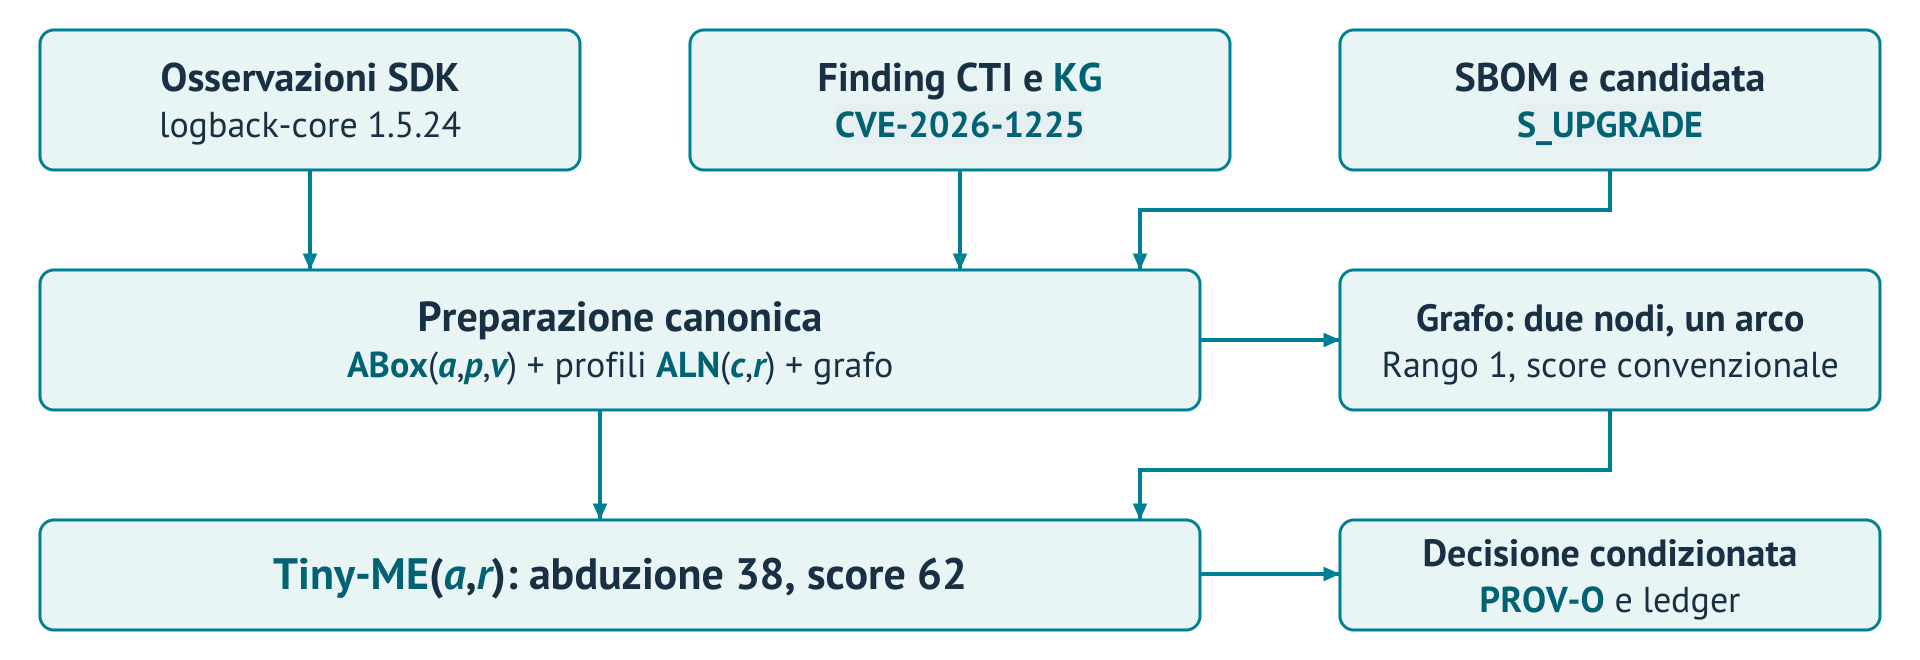 Osservazioni SDK
logback-core 1.5.24
Finding CTI e KG
CVE-2026-1225
SBOM e candidata
S_UPGRADE
Preparazione canonica
ABox(a,p,v) + profili ALN(c,r) + grafo
Grafo: due nodi, un arco
Rango 1, score convenzionale
Tiny-ME(a,r): abduzione 38, score 62
Decisione condizionata
PROV-O e ledger